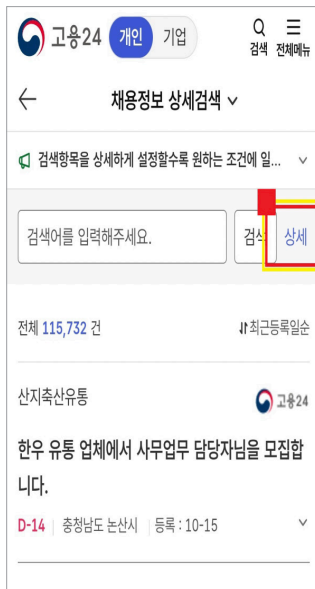 고용24 개인 기업 검색 전체메뉴
채용정보 상세검색
검색항목을 상세하게 설정할수록 원하는 조건에 일...
검색어를 입력해주세요. 검색 상세
전체 115,732 건 최근등록일순
산지축산유통 고용24
한우 유통 업체에서 사무업무 담당자님을 모집합
니다.
D-14 충청남도 논산시 등록 : 10-15